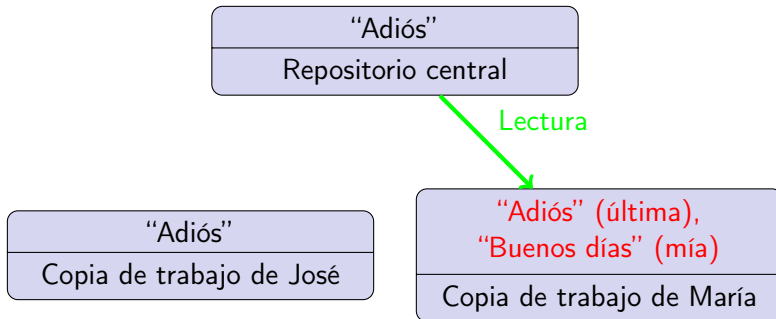 “Adiós”
Repositorio central
Lectura
“Adiós”
Copia de trabajo de José
“Adiós” (última),
“Buenos días” (mía)
Copia de trabajo de María